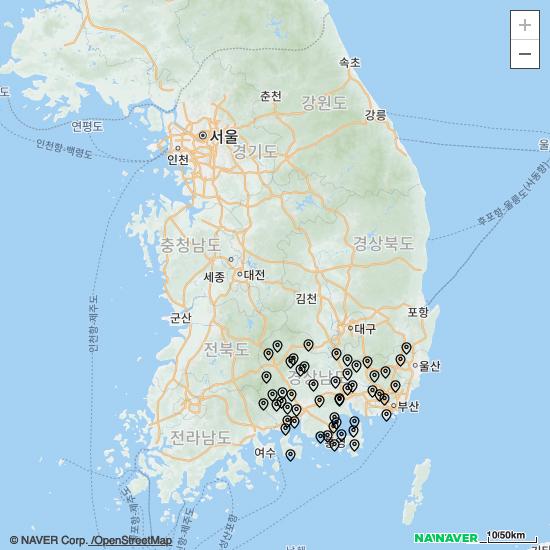 속초
춘천
강원도
강릉
연평도
서울
인천
경기도
인천항-백령도
후포항-울릉도(사동항)
충청남도
경상북도
세종
대전
김천
군산
포항
대구
인천항-제주도
전북도
경상남도
울산
부산
전라남도
여수
NAVER
10/50km
© NAVER Corp. /OpenStreetMap